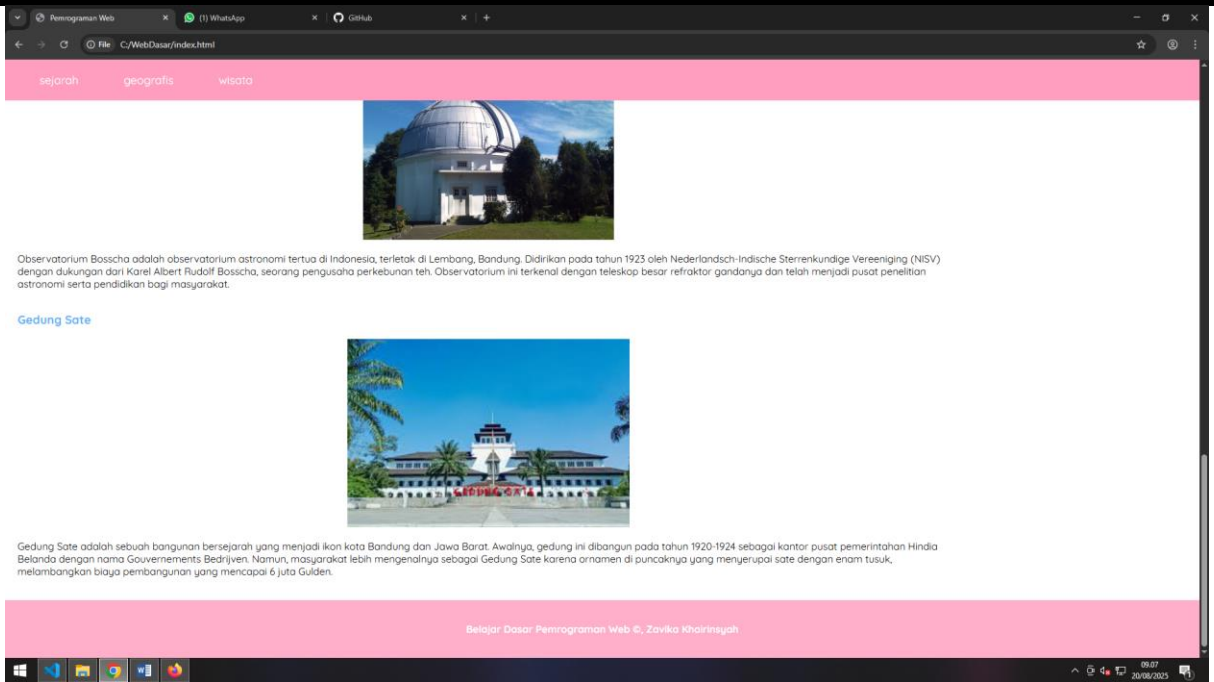 Pemrograman Web
(1) WhatsApp
GitHub
File C:/WebDasar/index.html
sejarah geografis wisata
Observatorium Bosscha adalah observatorium astronomi tertua di Indonesia, terletak di Lembang, Bandung. Didirikan pada tahun 1923 oleh Nederlandsch-Indische Sterrenkundige Vereeniging (NISV)
dengan dukungan dari Karel Albert Rudolf Bosscha, seorang pengusaha perkebunan teh. Observatorium ini terkenal dengan teleskop besar refraktor gandanya dan telah menjadi pusat penelitian
astronomi serta pendidikan bagi masyarakat.
Gedung Sate
GEDUNG SATE
Gedung Sate adalah sebuah bangunan bersejarah yang menjadi ikon kota Bandung dan Jawa Barat. Awalnya, gedung ini dibangun pada tahun 1920-1924 sebagai kantor pusat pemerintahan Hindia
Belanda dengan nama Gouvernements Bedrijven. Namun, masyarakat lebih mengenalnya sebagai Gedung Sate karena ornamen di puncaknya yang menyerupai sate dengan enam tusuk,
melambangkan biaya pembangunan yang mencapai 6 juta Gulden.
Belajar Dasar Pemrograman Web ©, Zavika Khairinsyah
09.07
20/08/2025